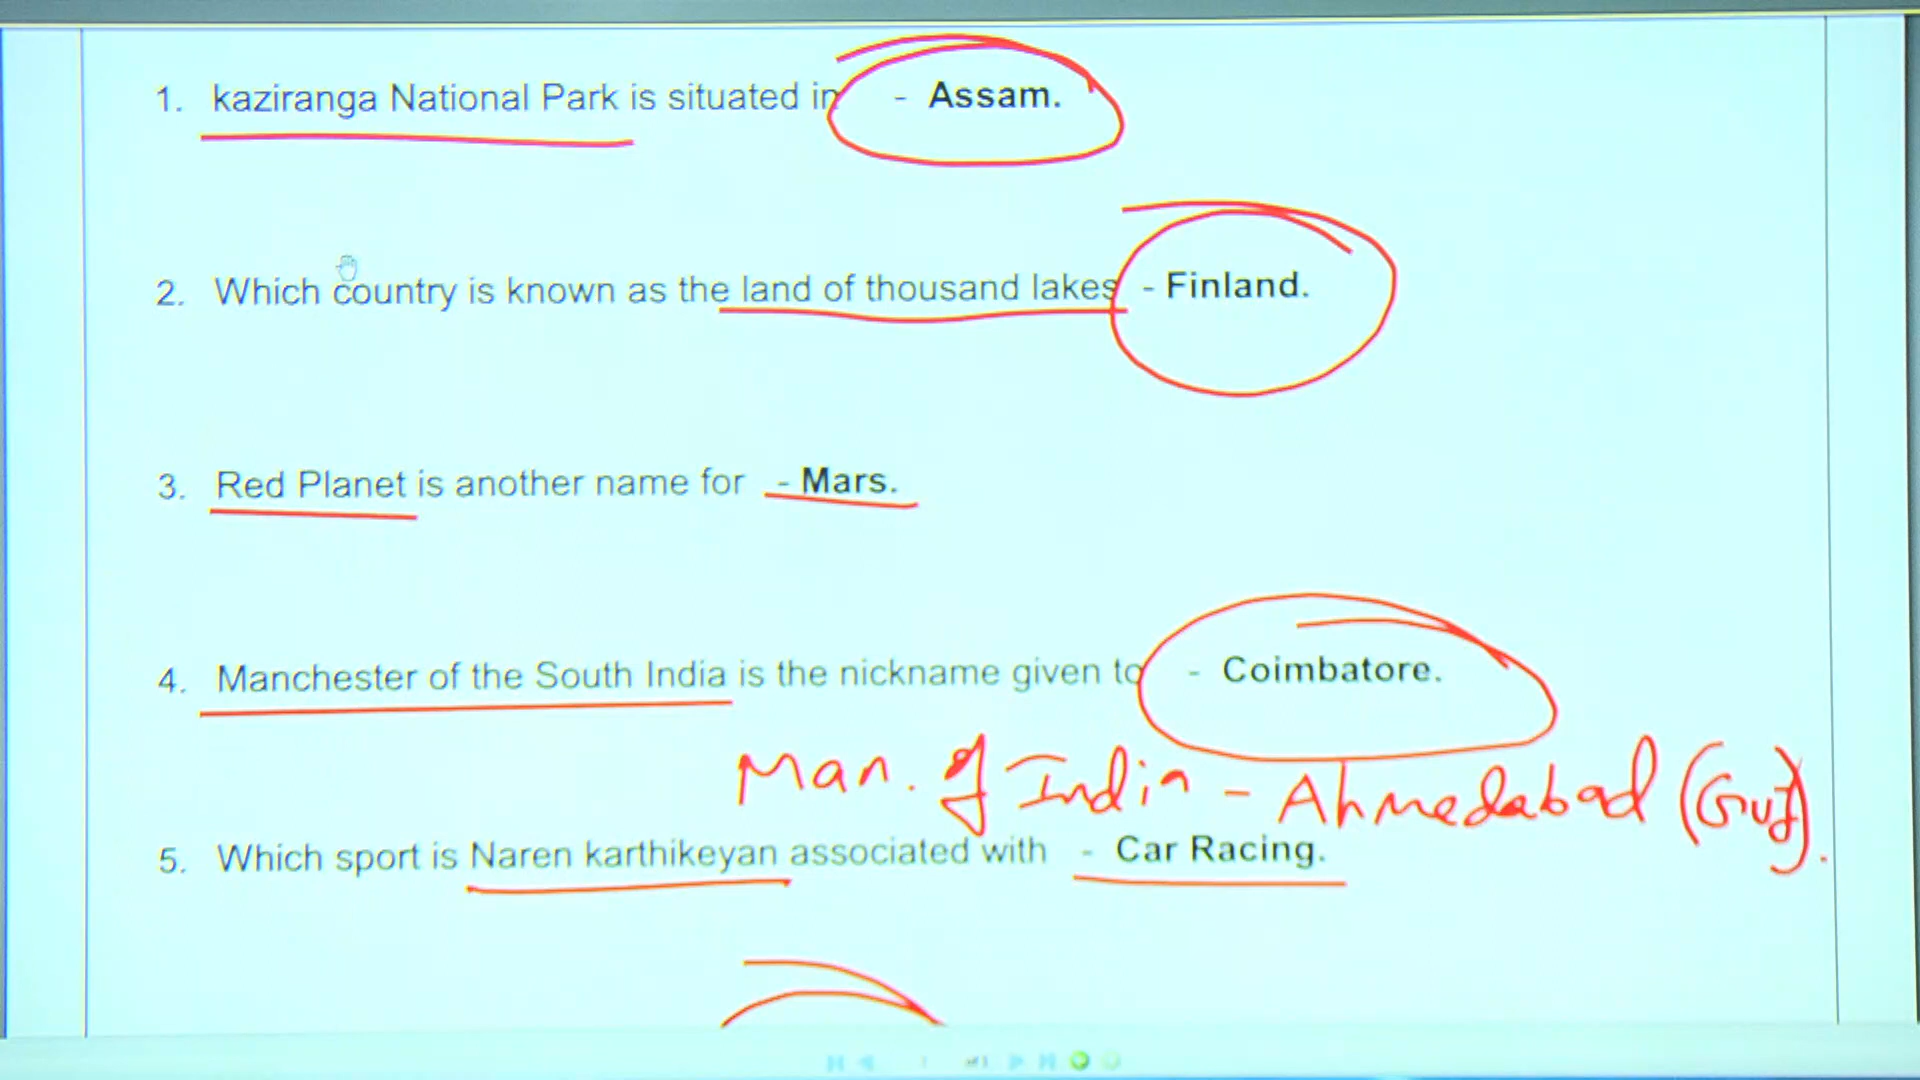 1. kaziranga National Park is situated in - Assam.
2. Which country is known as the land of thousand lakes - Finland.
3. Red Planet is another name for - Mars.
4. Manchester of the South India is the nickname given to - Coimbatore.
Man. of India - Ahmedabad (Guj).
5. Which sport is Naren karthikeyan associated with - Car Racing.